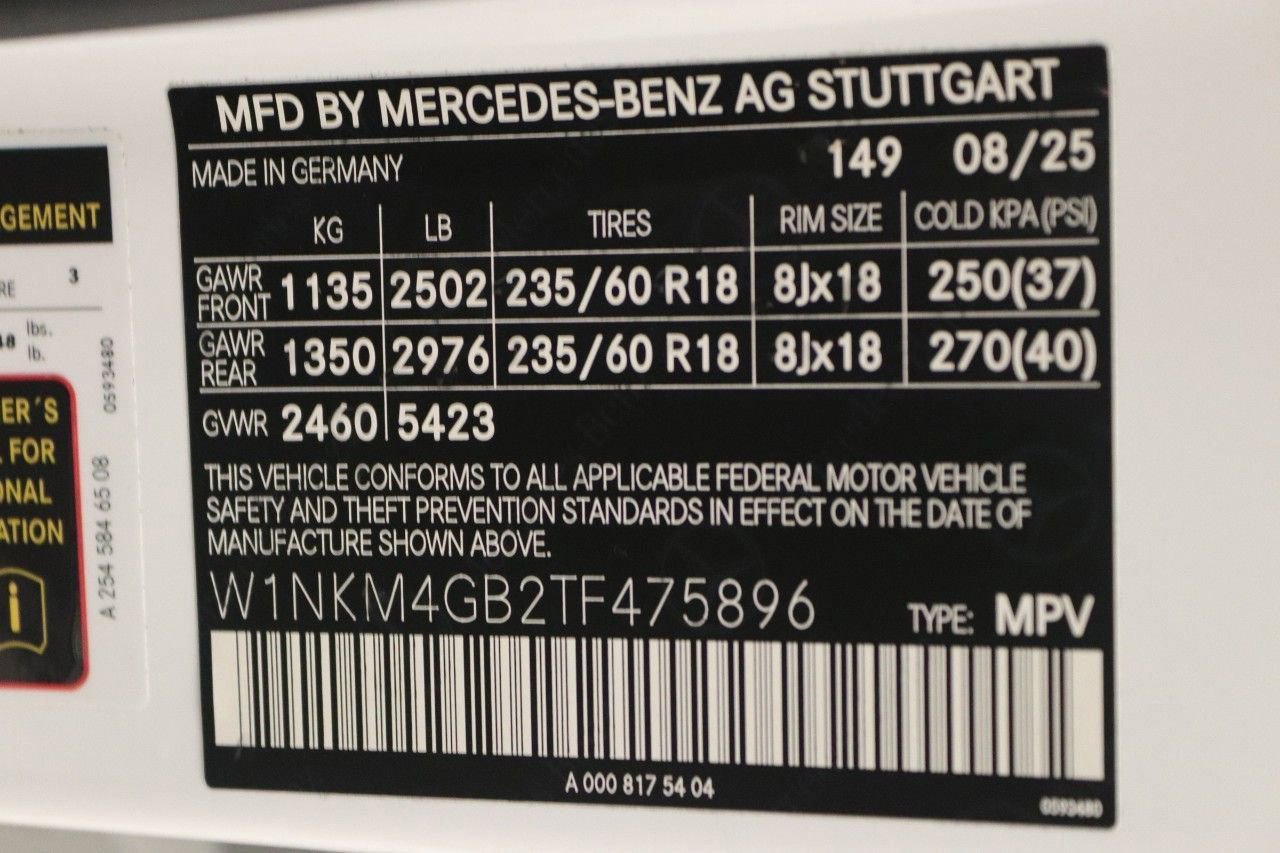 MFD BY MERCEDES-BENZ AG STUTTGART
MADE IN GERMANY 149 08/25
KG LB TIRES RIM SIZE COLD KPA (PSI)
GAWR FRONT 1135 2502 235/60 R18 8Jx18 250(37)
GAWR REAR 1350 2976 235/60 R18 8Jx18 270(40)
GVWR 2460 5423
THIS VEHICLE CONFORMS TO ALL APPLICABLE FEDERAL MOTOR VEHICLE
SAFETY AND THEFT PREVENTION STANDARDS IN EFFECT ON THE DATE OF
MANUFACTURE SHOWN ABOVE.
W1NKM4GB2TF475896 TYPE: MPV
A 000 817 54 04
0593480
GEMENT
RE 3
lbs.
lb.
ER´S
FOR
ONAL
ATION
i
A 254 584 65 08 0593480